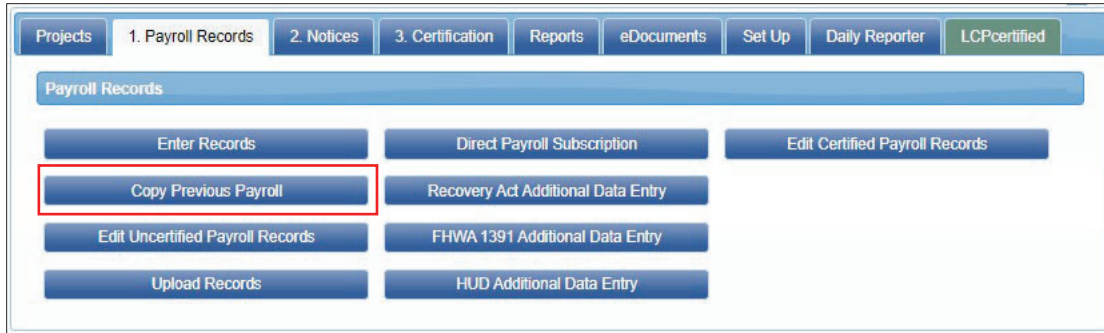 Projects
1. Payroll Records
2. Notices
3. Certification
Reports
eDocuments
Set Up
Daily Reporter
LCPcertified
Payroll Records
Enter Records
Direct Payroll Subscription
Edit Certified Payroll Records
Copy Previous Payroll
Recovery Act Additional Data Entry
Edit Uncertified Payroll Records
FHWA 1391 Additional Data Entry
Upload Records
HUD Additional Data Entry